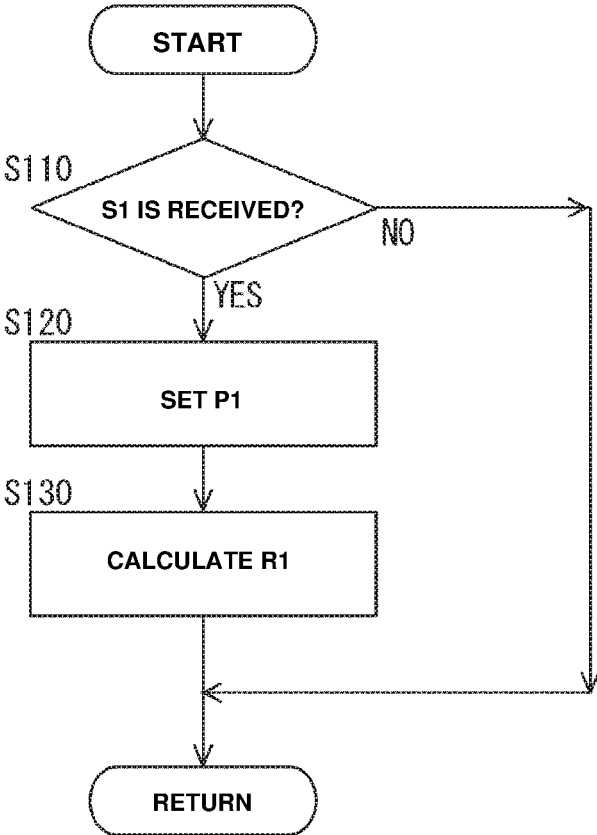 START
S110
S1 IS RECEIVED?
NO
YES
S120
SET P1
S130
CALCULATE R1
RETURN